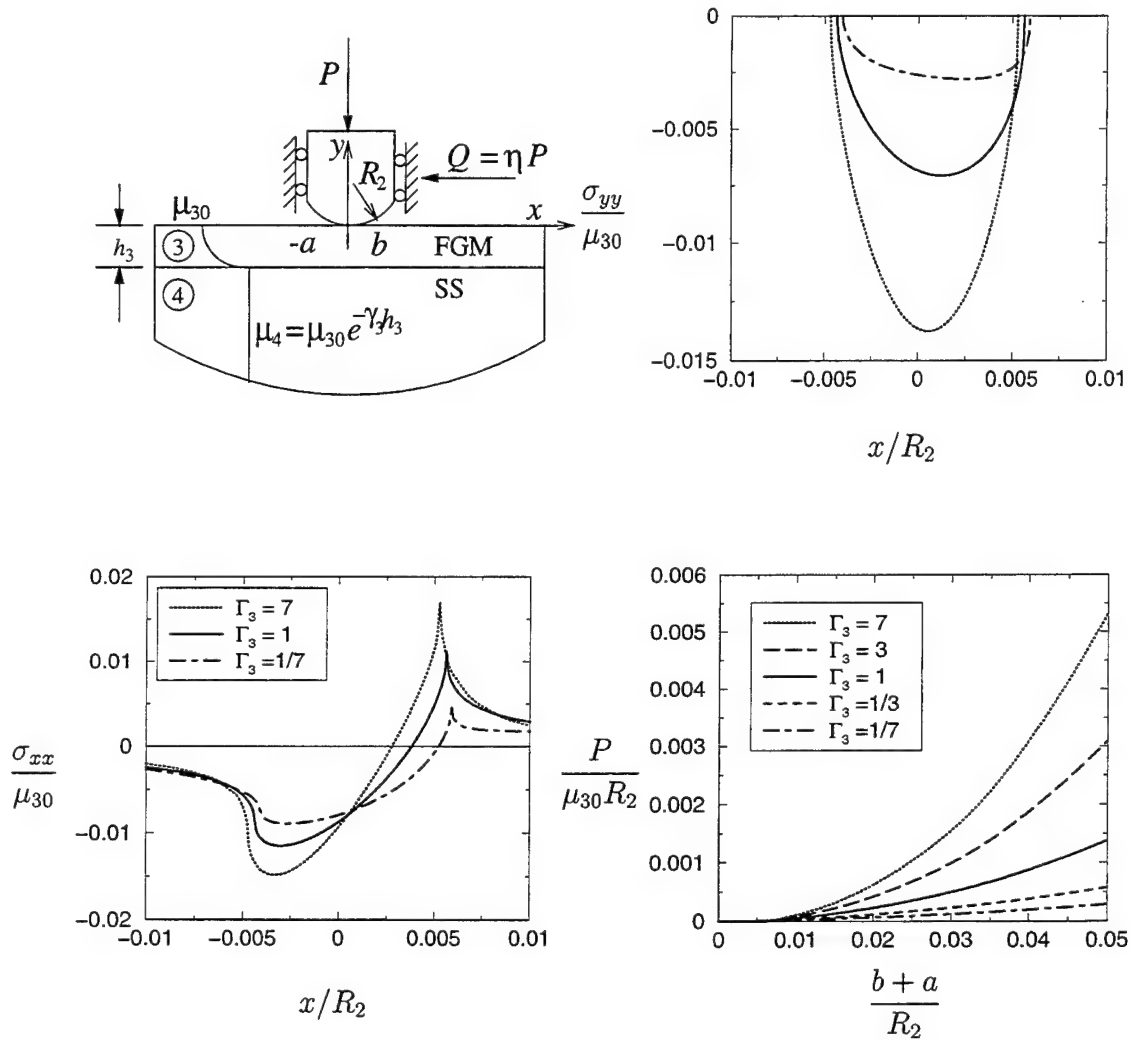 P
y
R₂
Q = η P
μ₃₀
x
h₃
③
-a
b
FGM
④
SS
μ₄ = μ₃₀ e^{-γ₃h₃}
σ_yy
μ₃₀
0
−0.005
−0.01
−0.015
−0.01
−0.005
0
0.005
0.01
x/R₂
0.02
0.01
0
−0.01
−0.02
Γ₃ = 7
Γ₃ = 1
Γ₃ = 1/7
σ_xx
μ₃₀
−0.01
−0.005
0
0.005
0.01
x/R₂
0.006
0.005
0.004
0.003
0.002
0.001
0
Γ₃ = 7
Γ₃ = 3
Γ₃ = 1
Γ₃ = 1/3
Γ₃ = 1/7
P
μ₃₀R₂
0
0.01
0.02
0.03
0.04
0.05
b + a
R₂